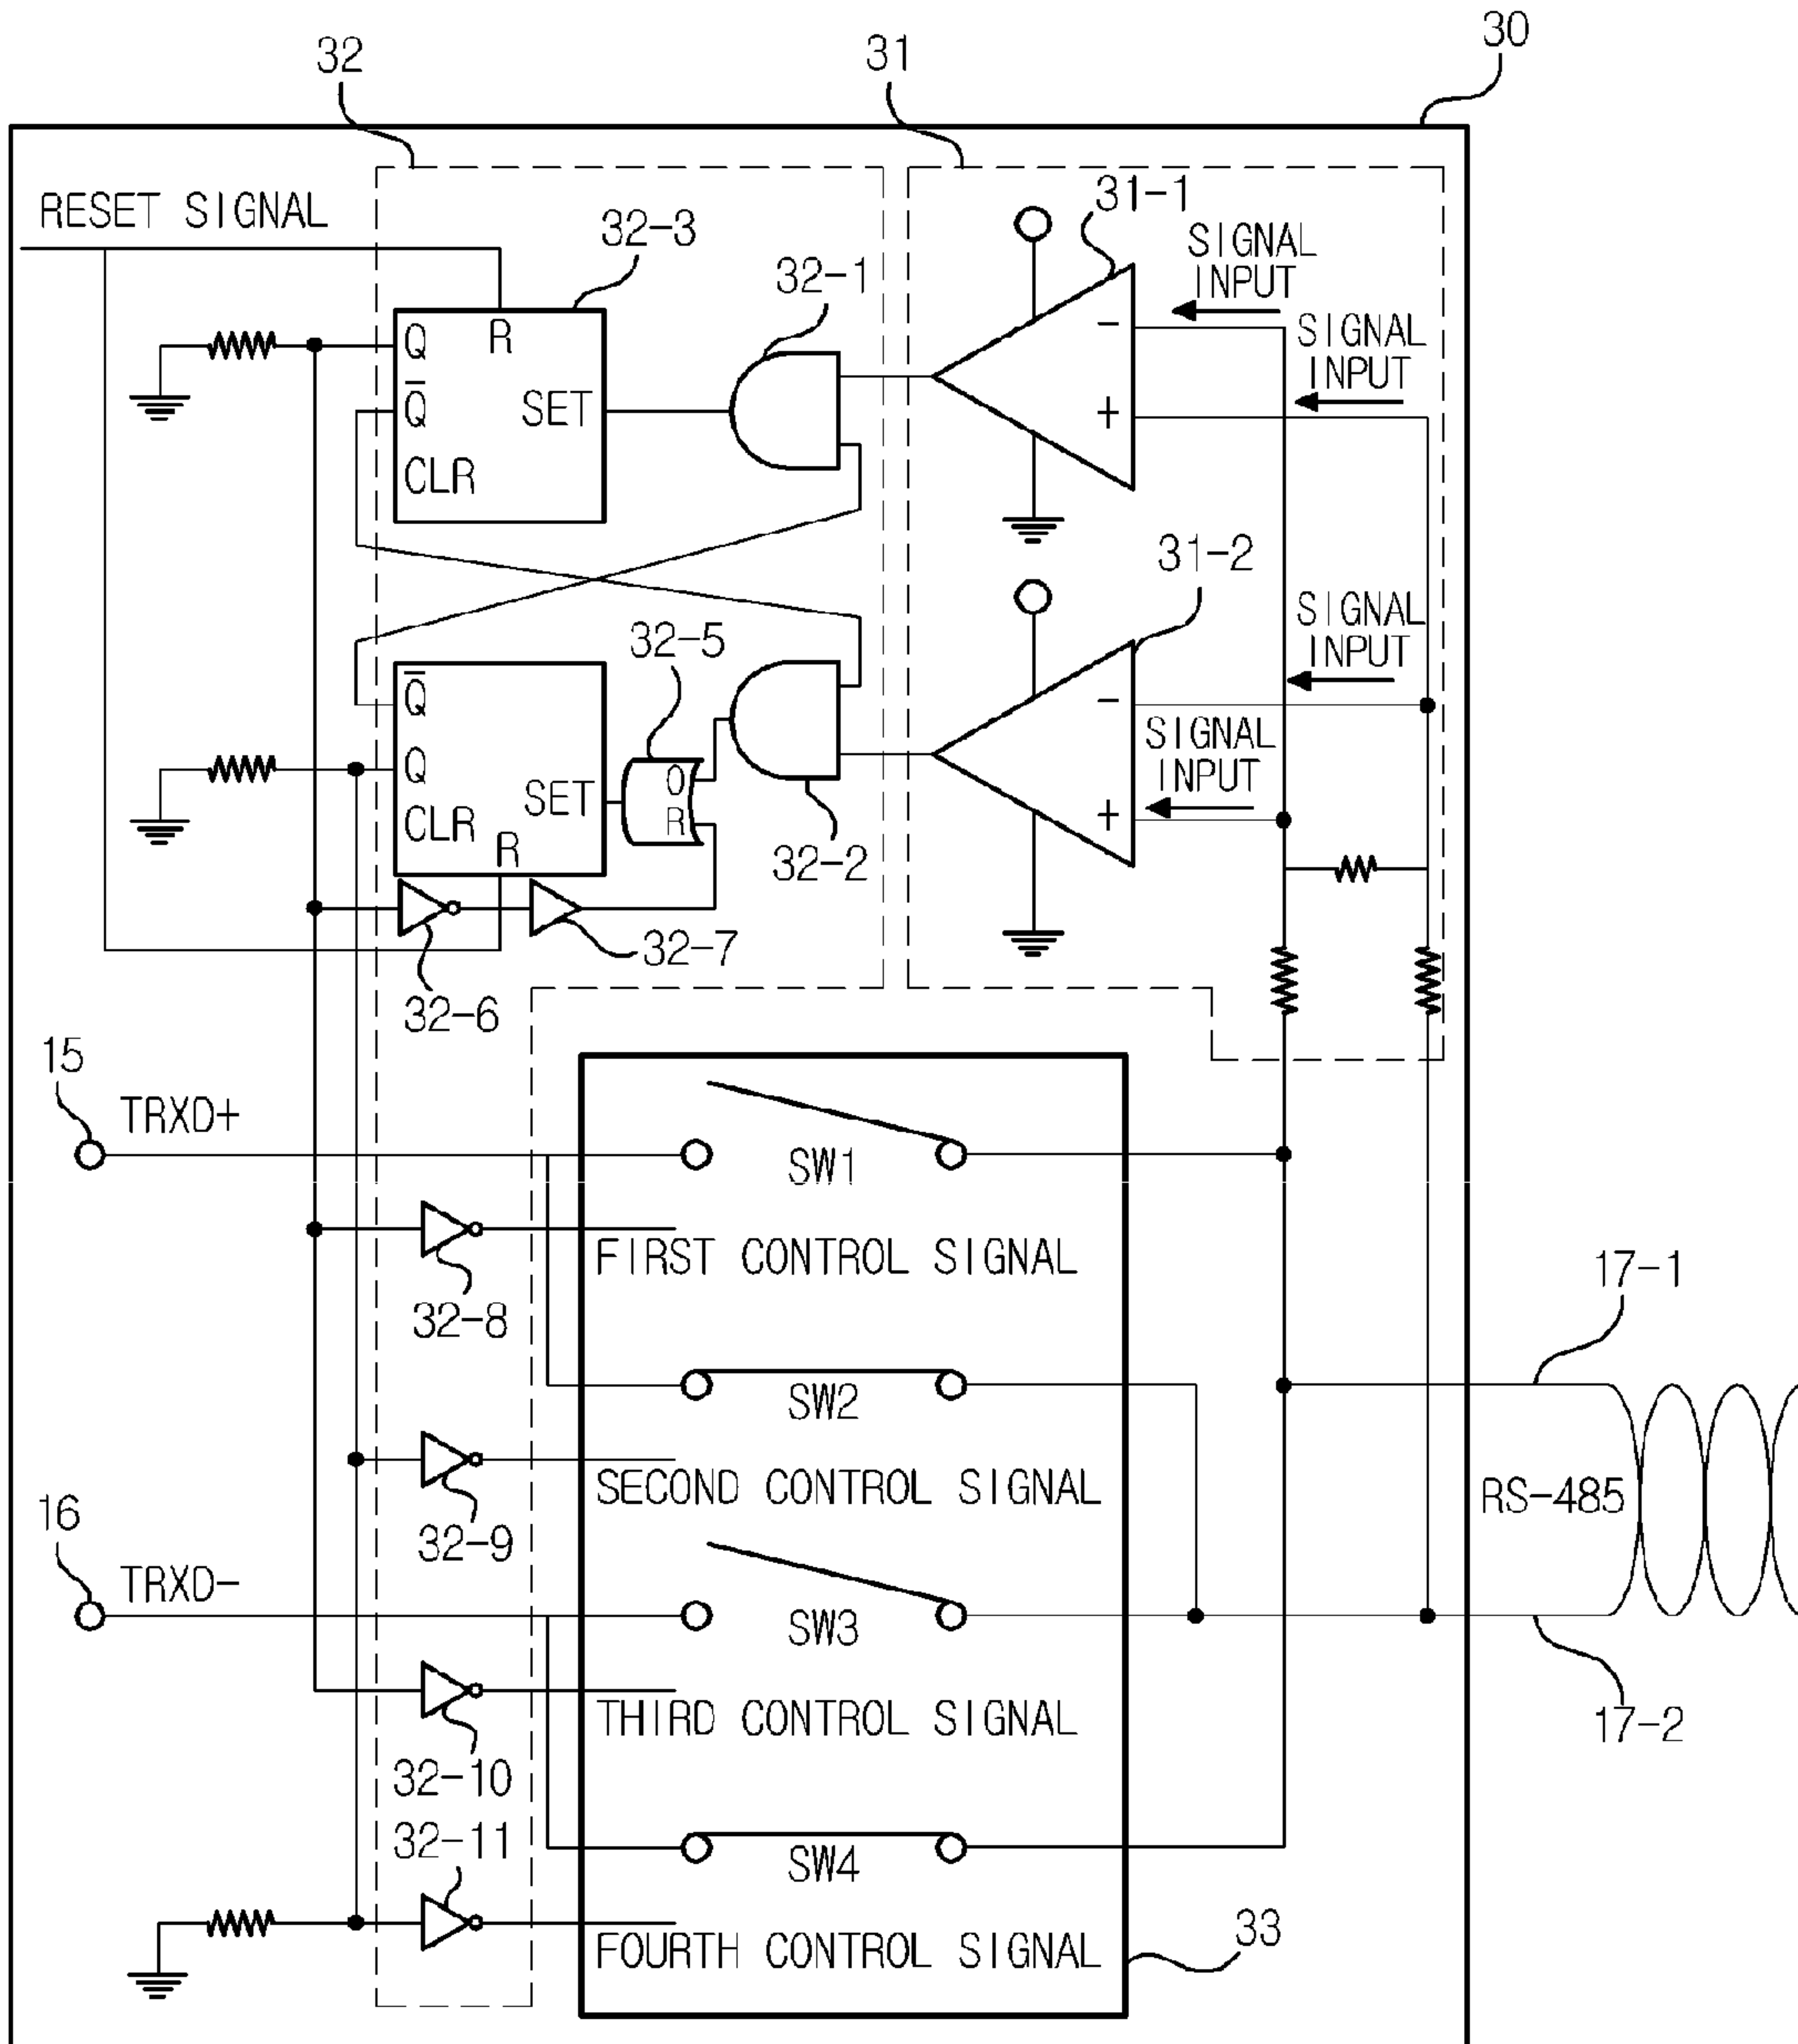 30
32
31
RESET SIGNAL
31-1
SIGNAL
INPUT
32-3
32-1
SIGNAL
INPUT
-
+
Q
R
Q̅
SET
CLR
31-2
SIGNAL
INPUT
32-5
Q̅
Q
SET
CLR
R
O
R
-
+
SIGNAL
INPUT
32-2
32-7
32-6
15
TRXD+
SW1
FIRST CONTROL SIGNAL
32-8
17-1
SW2
SECOND CONTROL SIGNAL
RS-485
32-9
16
TRXD-
SW3
THIRD CONTROL SIGNAL
17-2
32-10
32-11
SW4
FOURTH CONTROL SIGNAL
33